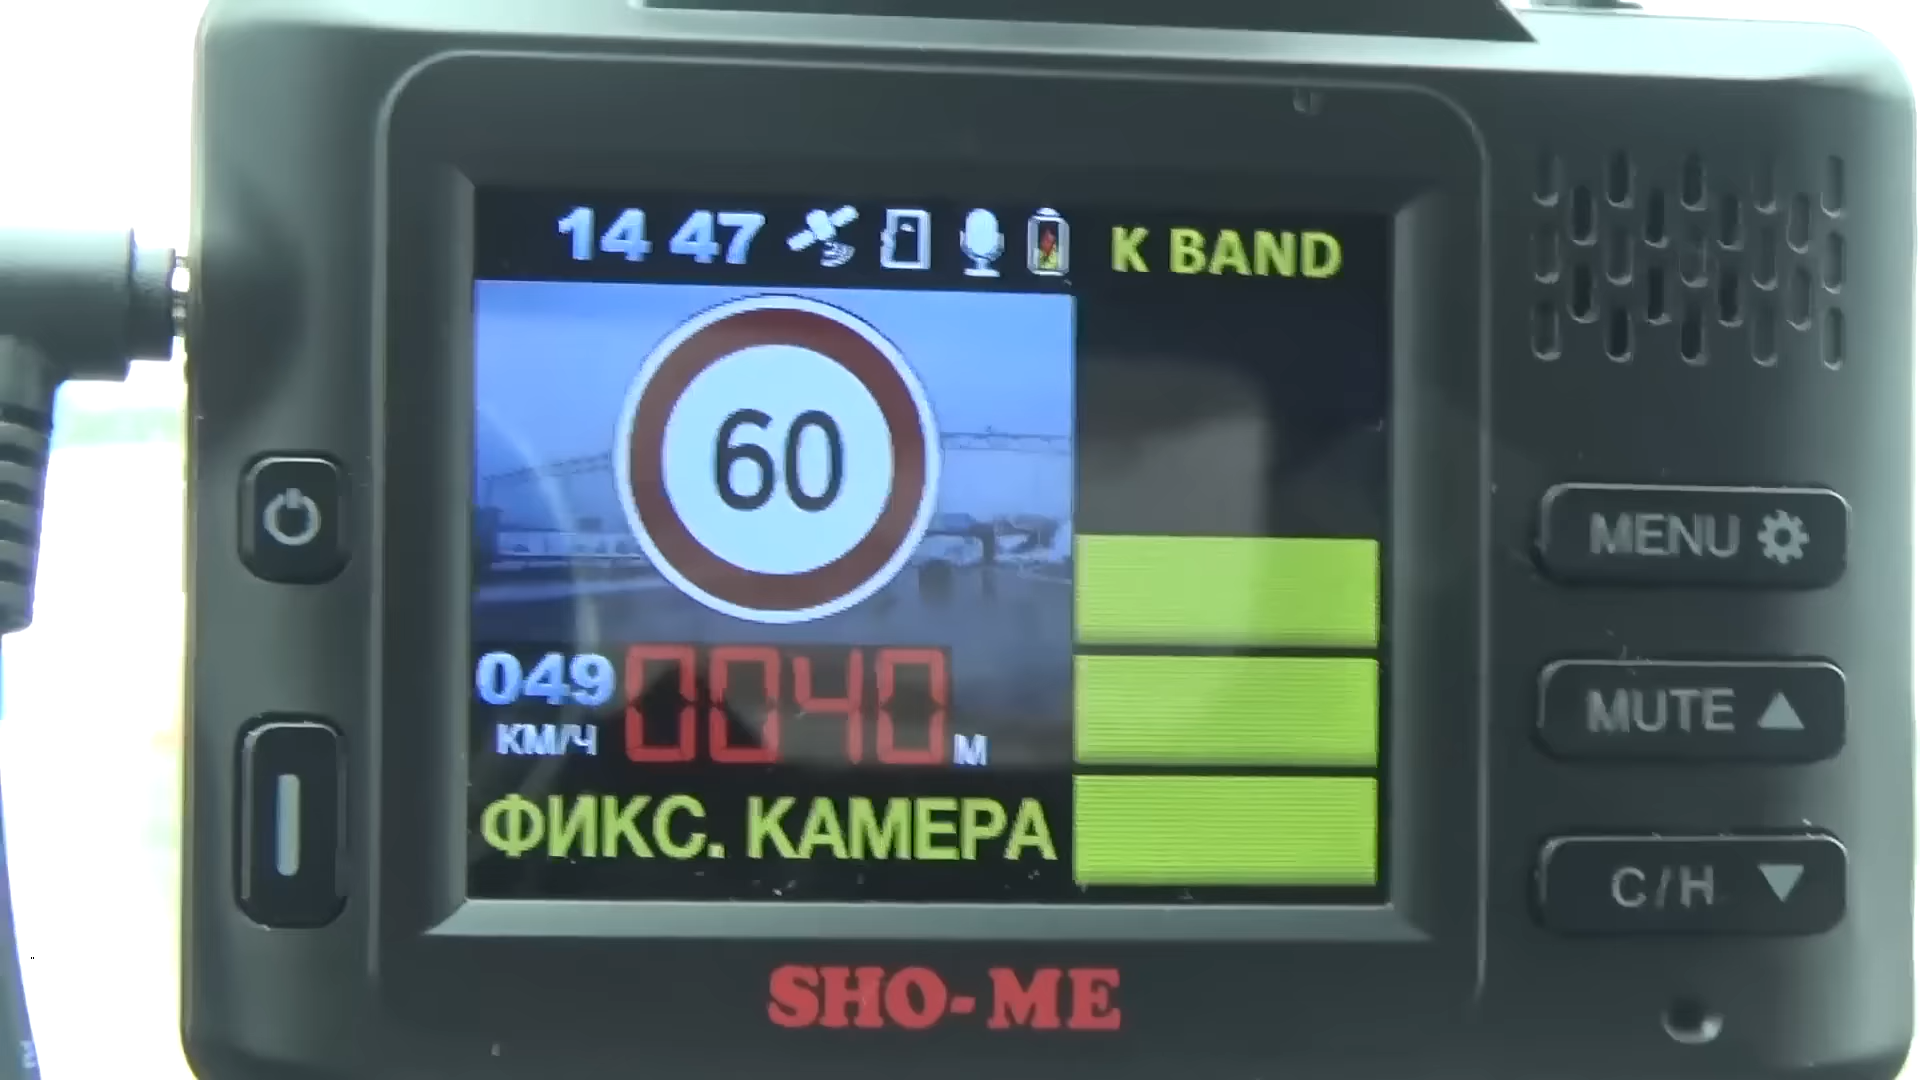 14 47 K BAND
60
049 0040 М
КМ/Ч
ФИКС. КАМЕРА
MENU
MUTE
C/H
SHO-ME